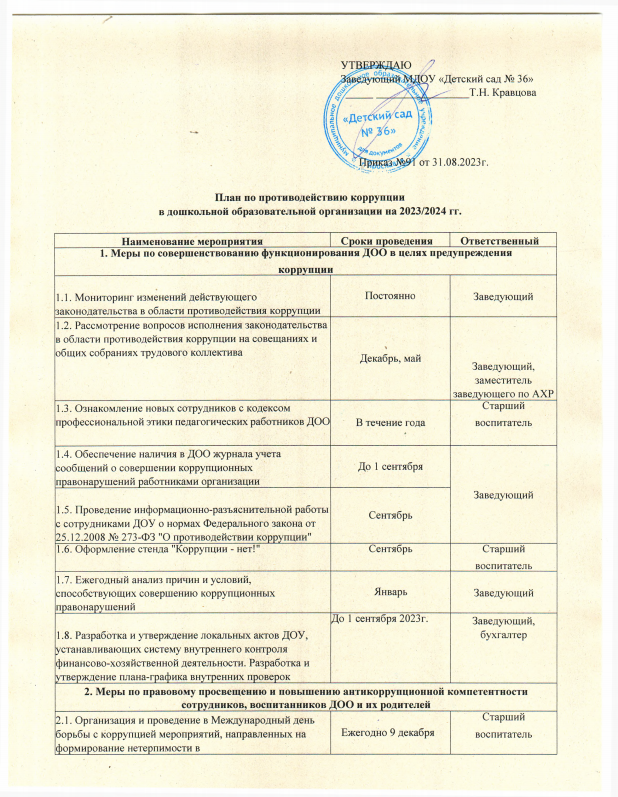 УТВЕРЖДАЮ
Заведующий МДОУ «Детский сад № 36»
_____ _________________Т.Н. Кравцова
«Детский сад
№ 36»
для документов
Приказ №91 от 31.08.2023г.
План по противодействию коррупции
в дошкольной образовательной организации на 2023/2024 гг.
Наименование мероприятия Сроки проведения Ответственный
1. Меры по совершенствованию функционирования ДОО в целях предупреждения
коррупции
1.1. Мониторинг изменений действующего
законодательства в области противодействия коррупции
Постоянно
Заведующий
1.2. Рассмотрение вопросов исполнения законодательства
в области противодействия коррупции на совещаниях и
общих собраниях трудового коллектива
Декабрь, май
Заведующий,
заместитель
заведующего по АХР
1.3. Ознакомление новых сотрудников с кодексом
профессиональной этики педагогических работников ДОО
В течение года
Старший
воспитатель
1.4. Обеспечение наличия в ДОО журнала учета
сообщений о совершении коррупционных
правонарушений работниками организации
До 1 сентября
Заведующий
1.5. Проведение информационно-разъяснительной работы
с сотрудниками ДОУ о нормах Федерального закона от
25.12.2008 № 273-ФЗ "О противодействии коррупции"
Сентябрь
1.6. Оформление стенда "Коррупции - нет!"
Сентябрь
Старший
воспитатель
1.7. Ежегодный анализ причин и условий,
способствующих совершению коррупционных
правонарушений
Январь
Заведующий
1.8. Разработка и утверждение локальных актов ДОУ,
устанавливающих систему внутреннего контроля
финансово-хозяйственной деятельности. Разработка и
утверждение плана-графика внутренних проверок
До 1 сентября 2023г.
Заведующий,
бухгалтер
2. Меры по правовому просвещению и повышению антикоррупционной компетентности
сотрудников, воспитанников ДОО и их родителей
2.1. Организация и проведение в Международный день
борьбы с коррупцией мероприятий, направленных на
формирование нетерпимости в
Ежегодно 9 декабря
Старший
воспитатель